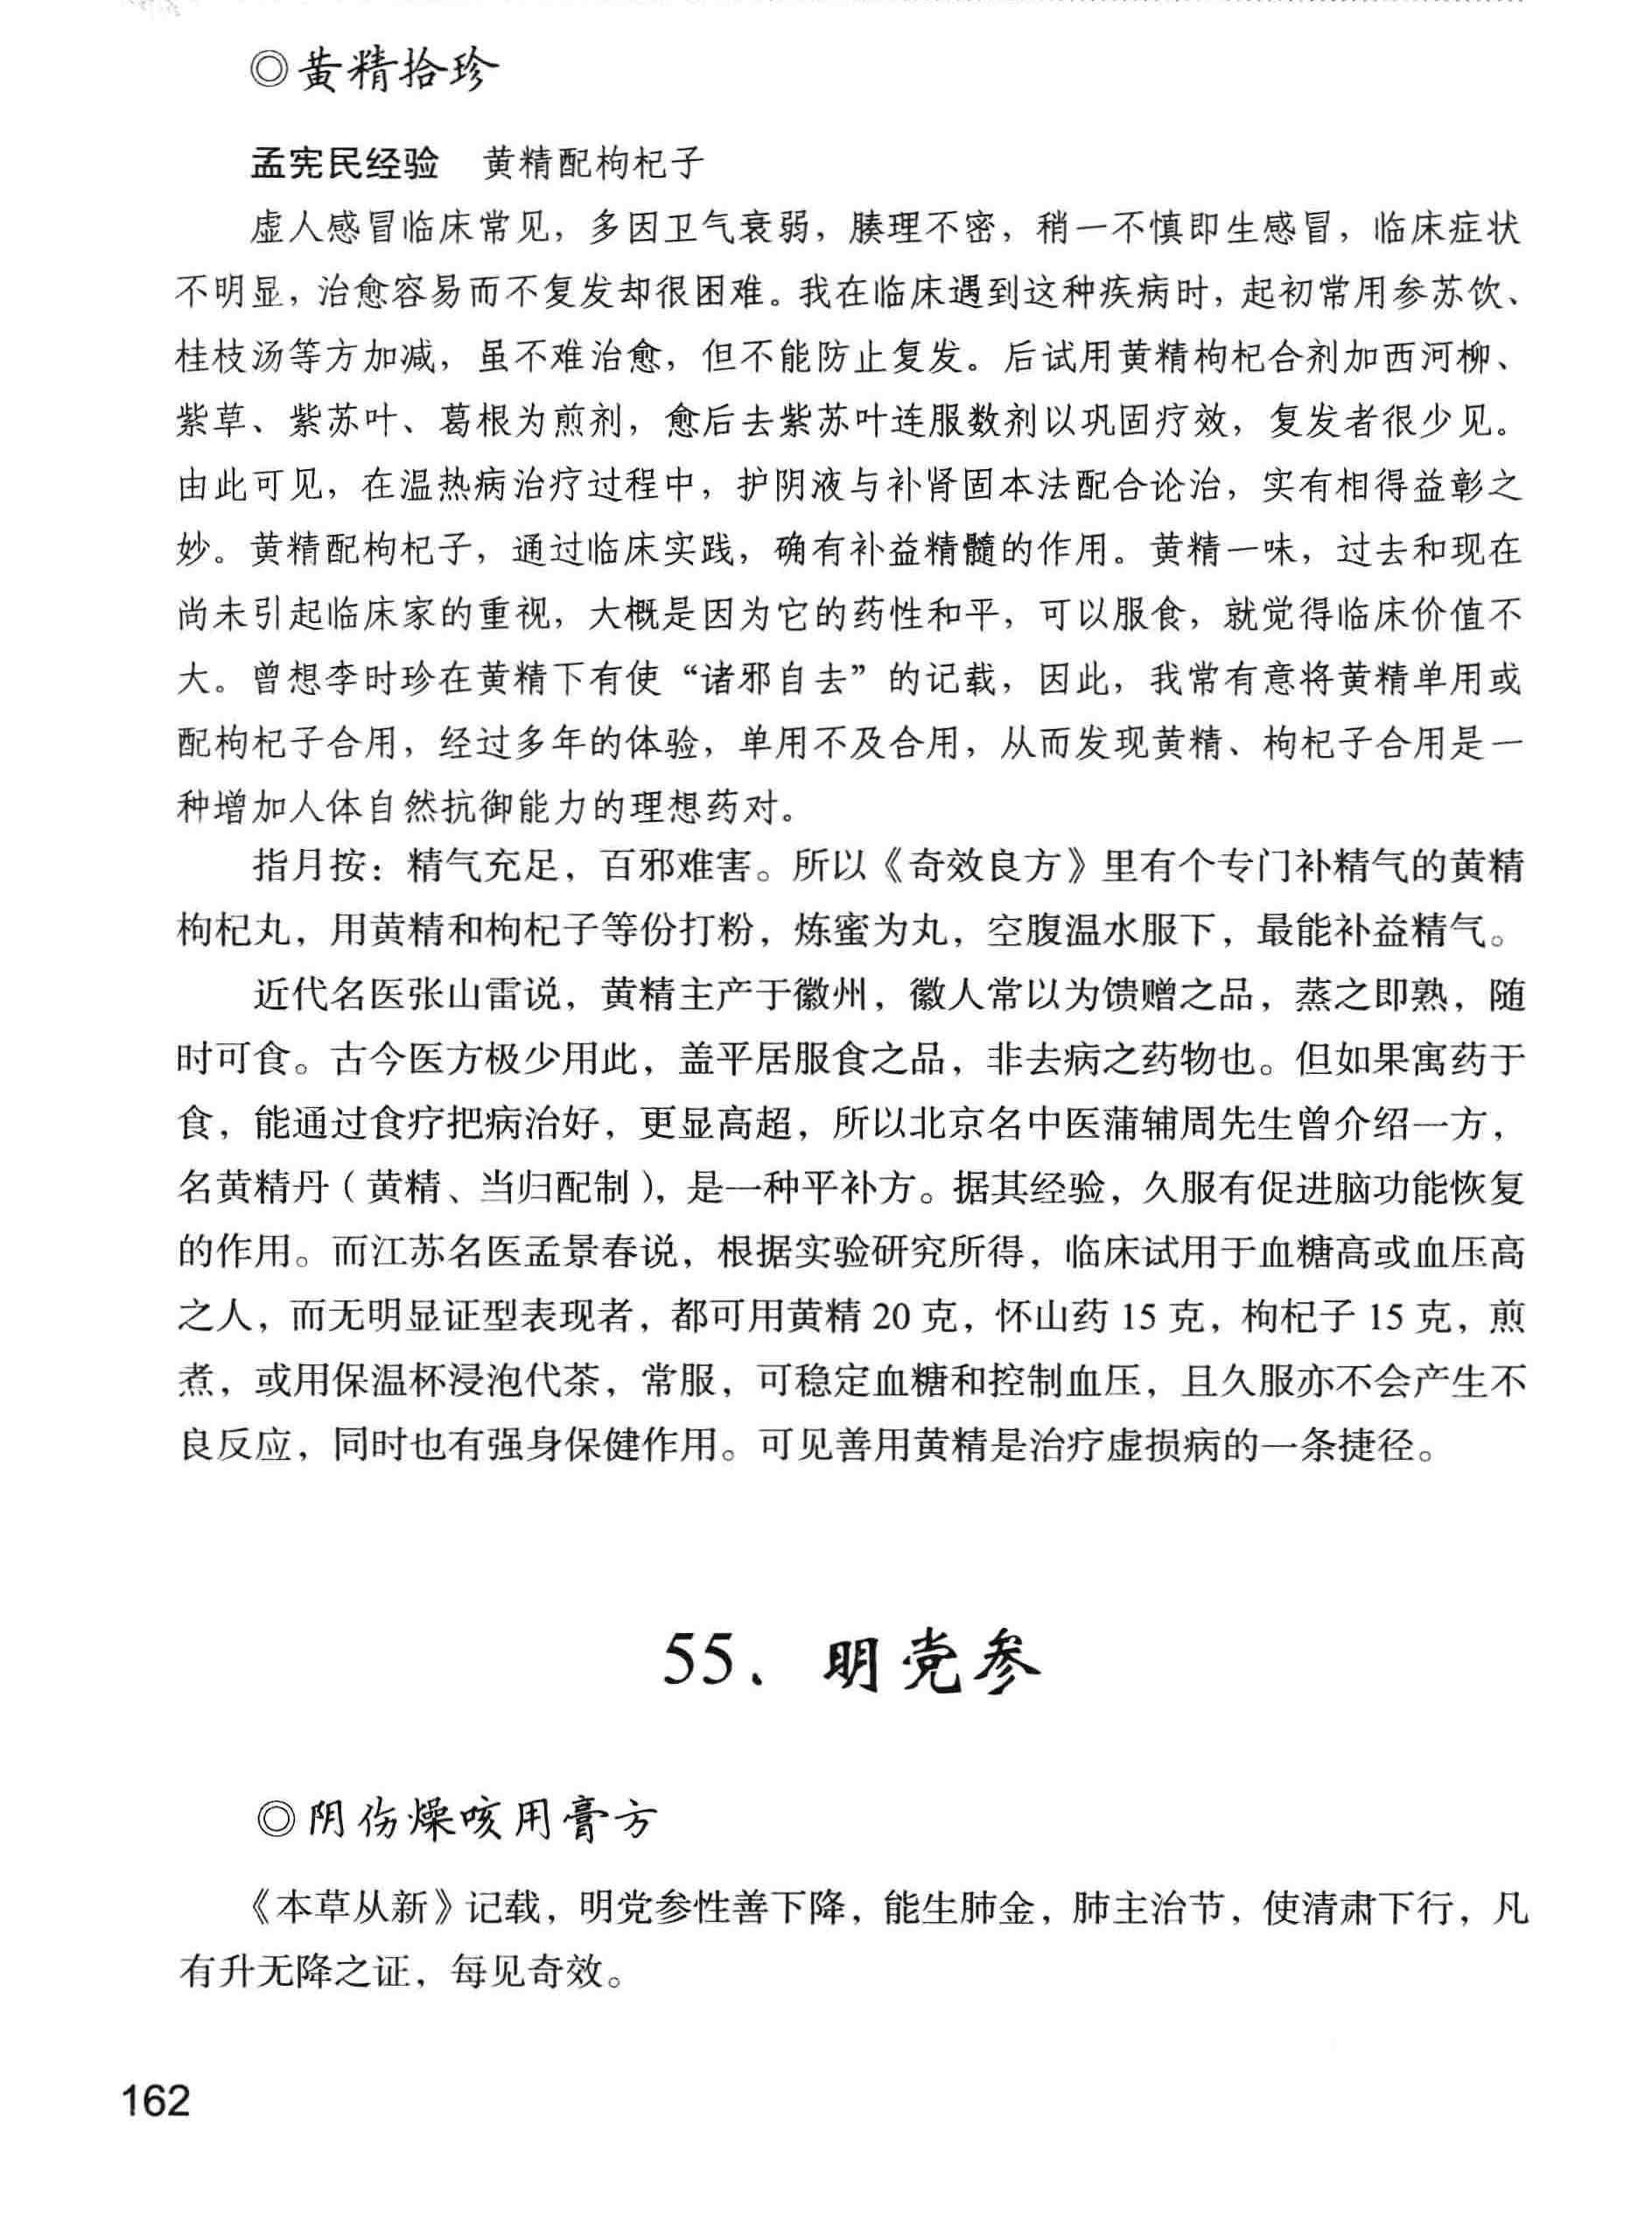 ◎黄精拾珍
孟宪民经验　黄精配枸杞子
虚人感冒临床常见，多因卫气衰弱，腠理不密，稍一不慎即生感冒，临床症状
不明显，治愈容易而不复发却很困难。我在临床遇到这种疾病时，起初常用参苏饮、
桂枝汤等方加减，虽不难治愈，但不能防止复发。后试用黄精枸杞合剂加西河柳、
紫草、紫苏叶、葛根为煎剂，愈后去紫苏叶连服数剂以巩固疗效，复发者很少见。
由此可见，在温热病治疗过程中，护阴液与补肾固本法配合论治，实有相得益彰之
妙。黄精配枸杞子，通过临床实践，确有补益精髓的作用。黄精一味，过去和现在
尚未引起临床家的重视，大概是因为它的药性和平，可以服食，就觉得临床价值不
大。曾想李时珍在黄精下有使“诸邪自去”的记载，因此，我常有意将黄精单用或
配枸杞子合用，经过多年的体验，单用不及合用，从而发现黄精、枸杞子合用是一
种增加人体自然抗御能力的理想药对。
指月按：精气充足，百邪难害。所以《奇效良方》里有个专门补精气的黄精
枸杞丸，用黄精和枸杞子等份打粉，炼蜜为丸，空腹温水服下，最能补益精气。
近代名医张山雷说，黄精主产于徽州，徽人常以为馈赠之品，蒸之即熟，随
时可食。古今医方极少用此，盖平居服食之品，非去病之药物也。但如果寓药于
食，能通过食疗把病治好，更显高超，所以北京名中医蒲辅周先生曾介绍一方，
名黄精丹（黄精、当归配制），是一种平补方。据其经验，久服有促进脑功能恢复
的作用。而江苏名医孟景春说，根据实验研究所得，临床试用于血糖高或血压高
之人，而无明显证型表现者，都可用黄精 20 克，怀山药 15 克，枸杞子 15 克，煎
煮，或用保温杯浸泡代茶，常服，可稳定血糖和控制血压，且久服亦不会产生不
良反应，同时也有强身保健作用。可见善用黄精是治疗虚损病的一条捷径。
55、明党参
◎阴伤燥咳用膏方
《本草从新》记载，明党参性善下降，能生肺金，肺主治节，使清肃下行，凡
有升无降之证，每见奇效。
162